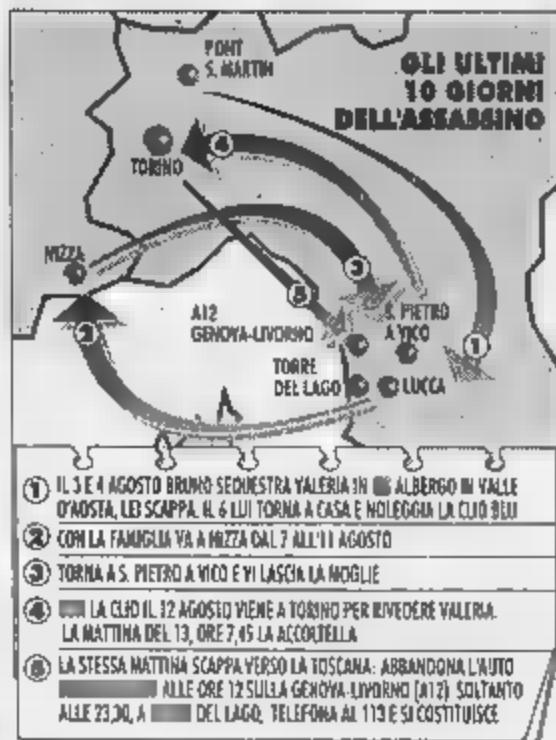 GLI ULTIMI
10 GIORNI
DELL'ASSASSINO
PONT
S. MARTIN
4
TORINO
NIZZA
3
5
A12
GENOVA-LIVORNO
S. PIETRO
A VICO
1
2
TORRE
DEL LAGO
LUCCA
1 IL 3 E 4 AGOSTO BRUNO SEQUESTRA VALERIA IN ALBERGO IN VALLE
D'AOSTA, LEI SCAPPA. IL 6 LUI TORNA A CASA E NOLEGGIA LA CLIO BLU
2 CON LA FAMIGLIA VA A NIZZA DAL 7 ALL'11 AGOSTO
3 TORNA A S. PIETRO A VICO E VI LASCIA LA MOGLIE
4 LA CLIO IL 12 AGOSTO VIENE A TORINO PER RIVEDERE VALERIA.
LA MATTINA DEL 13, ORE 7,45 LA ACCOLTELLA
5 LA STESSA MATTINA SCAPPA VERSO LA TOSCANA: ABBANDONA L'AUTO
ALLE ORE 12 SULLA GENOVA-LIVORNO (A12). SOLTANTO
ALLE 23,30, A DEL LAGO, TELEFONA AL 113 E SI COSTITUISCE